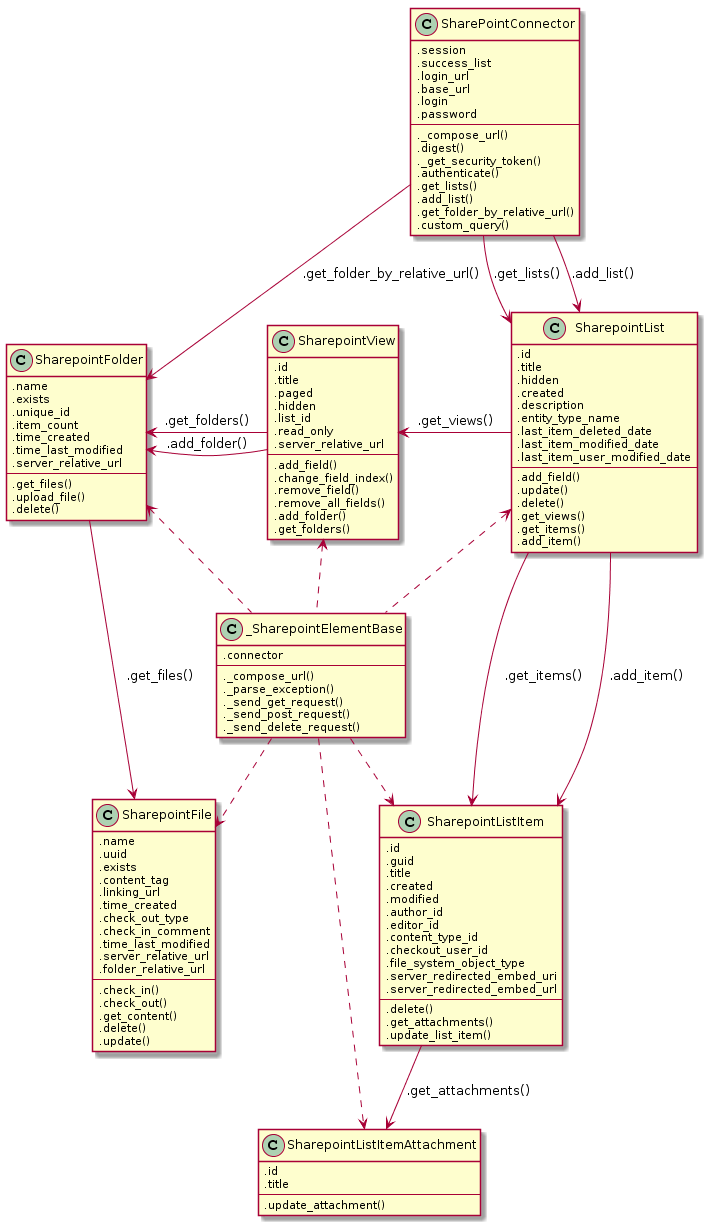 C SharePointConnector
.session
.success_list
.login_url
.base_url
.login
.password
._compose_url()
.digest()
._get_security_token()
.authenticate()
.get_lists()
.add_list()
.get_folder_by_relative_url()
.custom_query()
.get_folder_by_relative_url()
.get_lists()
.add_list()
C SharepointList
.id
.title
.hidden
.created
.description
.entity_type_name
.last_item_deleted_date
.last_item_modified_date
.last_item_user_modified_date
.add_field()
.update()
.delete()
.get_views()
.get_items()
.add_item()
.get_views()
C SharepointView
.id
.title
.paged
.hidden
.list_id
.read_only
.server_relative_url
.add_field()
.change_field_index()
.remove_field()
.remove_all_fields()
.add_folder()
.get_folders()
.get_folders()
.add_folder()
C SharepointFolder
.name
.exists
.unique_id
.item_count
.time_created
.time_last_modified
.server_relative_url
.get_files()
.upload_file()
.delete()
C _SharepointElementBase
.connector
._compose_url()
._parse_exception()
._send_get_request()
._send_post_request()
._send_delete_request()
.get_files()
.get_items()
.add_item()
C SharepointFile
.name
.uuid
.exists
.content_tag
.linking_url
.time_created
.check_out_type
.check_in_comment
.time_last_modified
.server_relative_url
.folder_relative_url
.check_in()
.check_out()
.get_content()
.delete()
.update()
C SharepointListItem
.id
.guid
.title
.created
.modified
.author_id
.editor_id
.content_type_id
.checkout_user_id
.file_system_object_type
.server_redirected_embed_uri
.server_redirected_embed_url
.delete()
.get_attachments()
.update_list_item()
.get_attachments()
C SharepointListItemAttachment
.id
.title
.update_attachment()